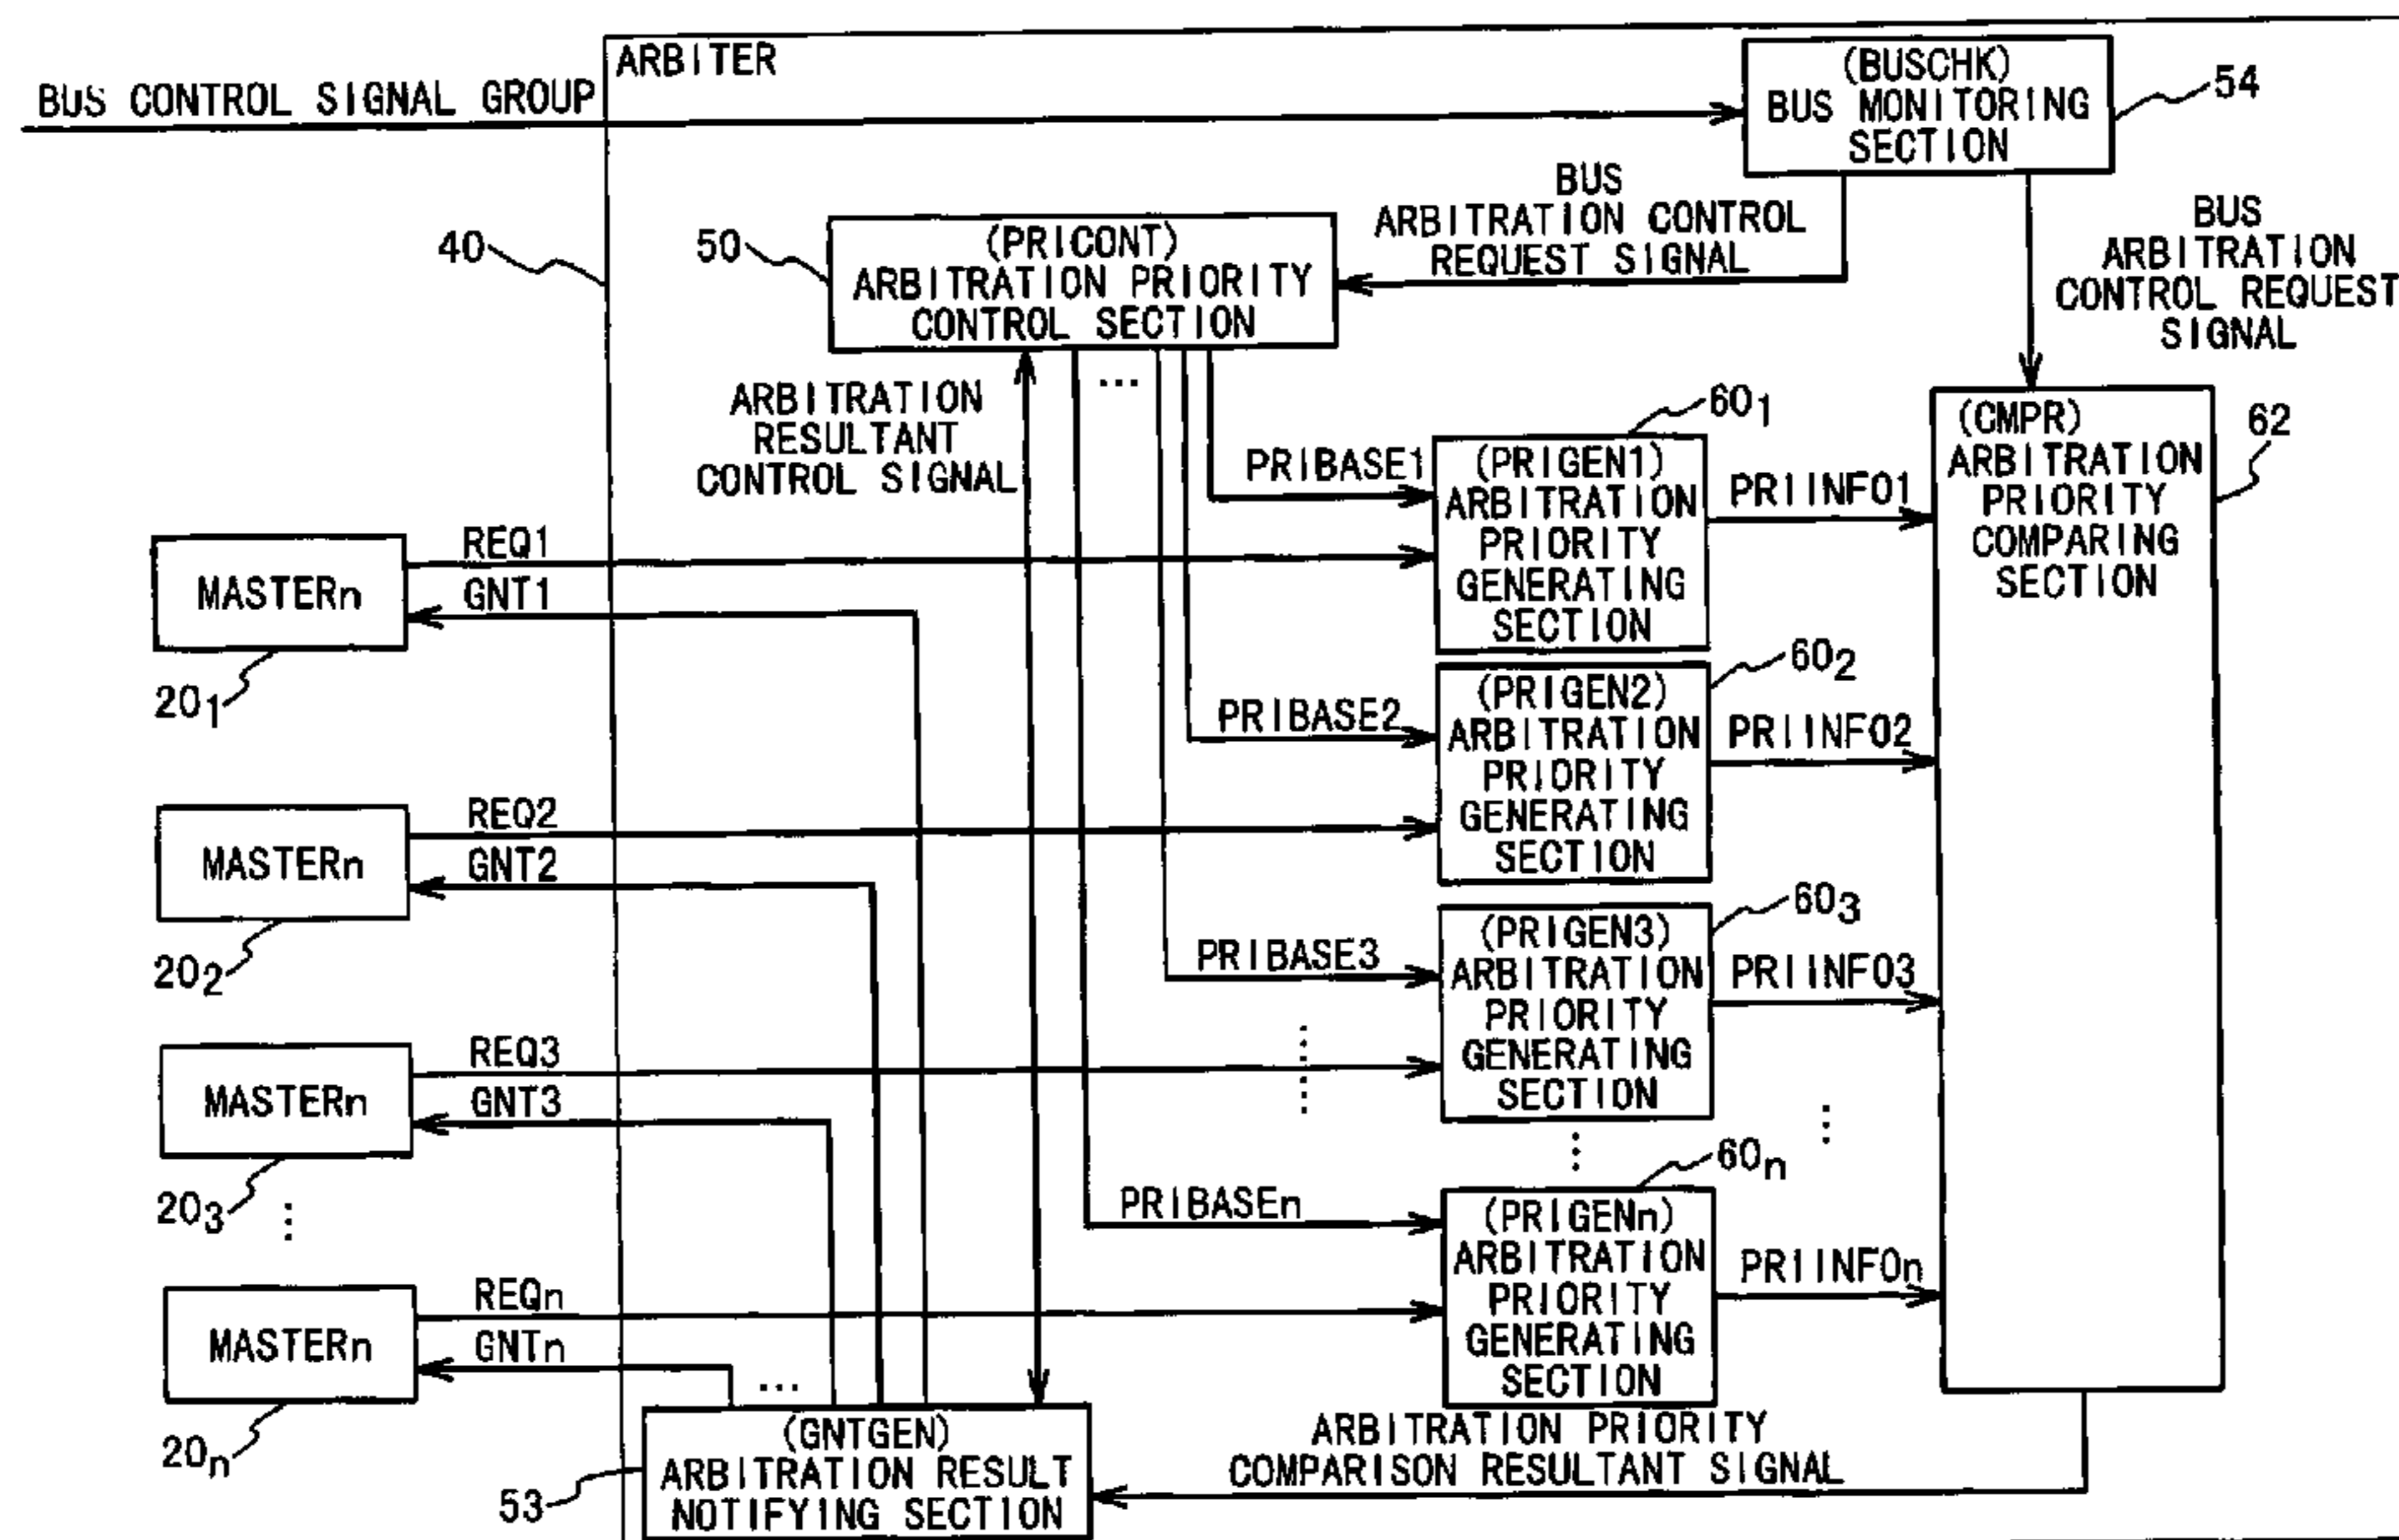 ARBITER
BUS CONTROL SIGNAL GROUP
(BUSCHK)
BUS MONITORING
SECTION
54
BUS
ARBITRATION CONTROL
REQUEST SIGNAL
BUS
ARBITRATION
CONTROL REQUEST
SIGNAL
40
50
(PRICONT)
ARBITRATION PRIORITY
CONTROL SECTION
ARBITRATION
RESULTANT
CONTROL SIGNAL
...
PRIBASE1
60₁
(PRIGEN1)
ARBITRATION
PRIORITY
GENERATING
SECTION
PRIINFO1
(CMPR)
ARBITRATION
PRIORITY
COMPARING
SECTION
62
MASTERn
20₁
REQ1
GNT1
PRIBASE2
60₂
(PRIGEN2)
ARBITRATION
PRIORITY
GENERATING
SECTION
PRIINFO2
MASTERn
20₂
REQ2
GNT2
PRIBASE3
60₃
(PRIGEN3)
ARBITRATION
PRIORITY
GENERATING
SECTION
PRIINFO3
MASTERn
20₃
REQ3
GNT3
PRIBASEn
60ₙ
(PRIGENn)
ARBITRATION
PRIORITY
GENERATING
SECTION
PRIINFOn
MASTERn
20ₙ
REQn
GNTn
...
(GNTGEN)
ARBITRATION RESULT
NOTIFYING SECTION
53
ARBITRATION PRIORITY
COMPARISON RESULTANT SIGNAL